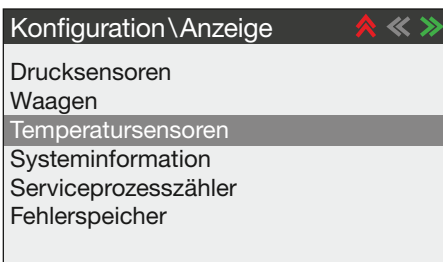 Konfiguration\Anzeige
Drucksensoren
Waagen
Temperatursensoren
Systeminformation
Serviceprozesszähler
Fehlerspeicher